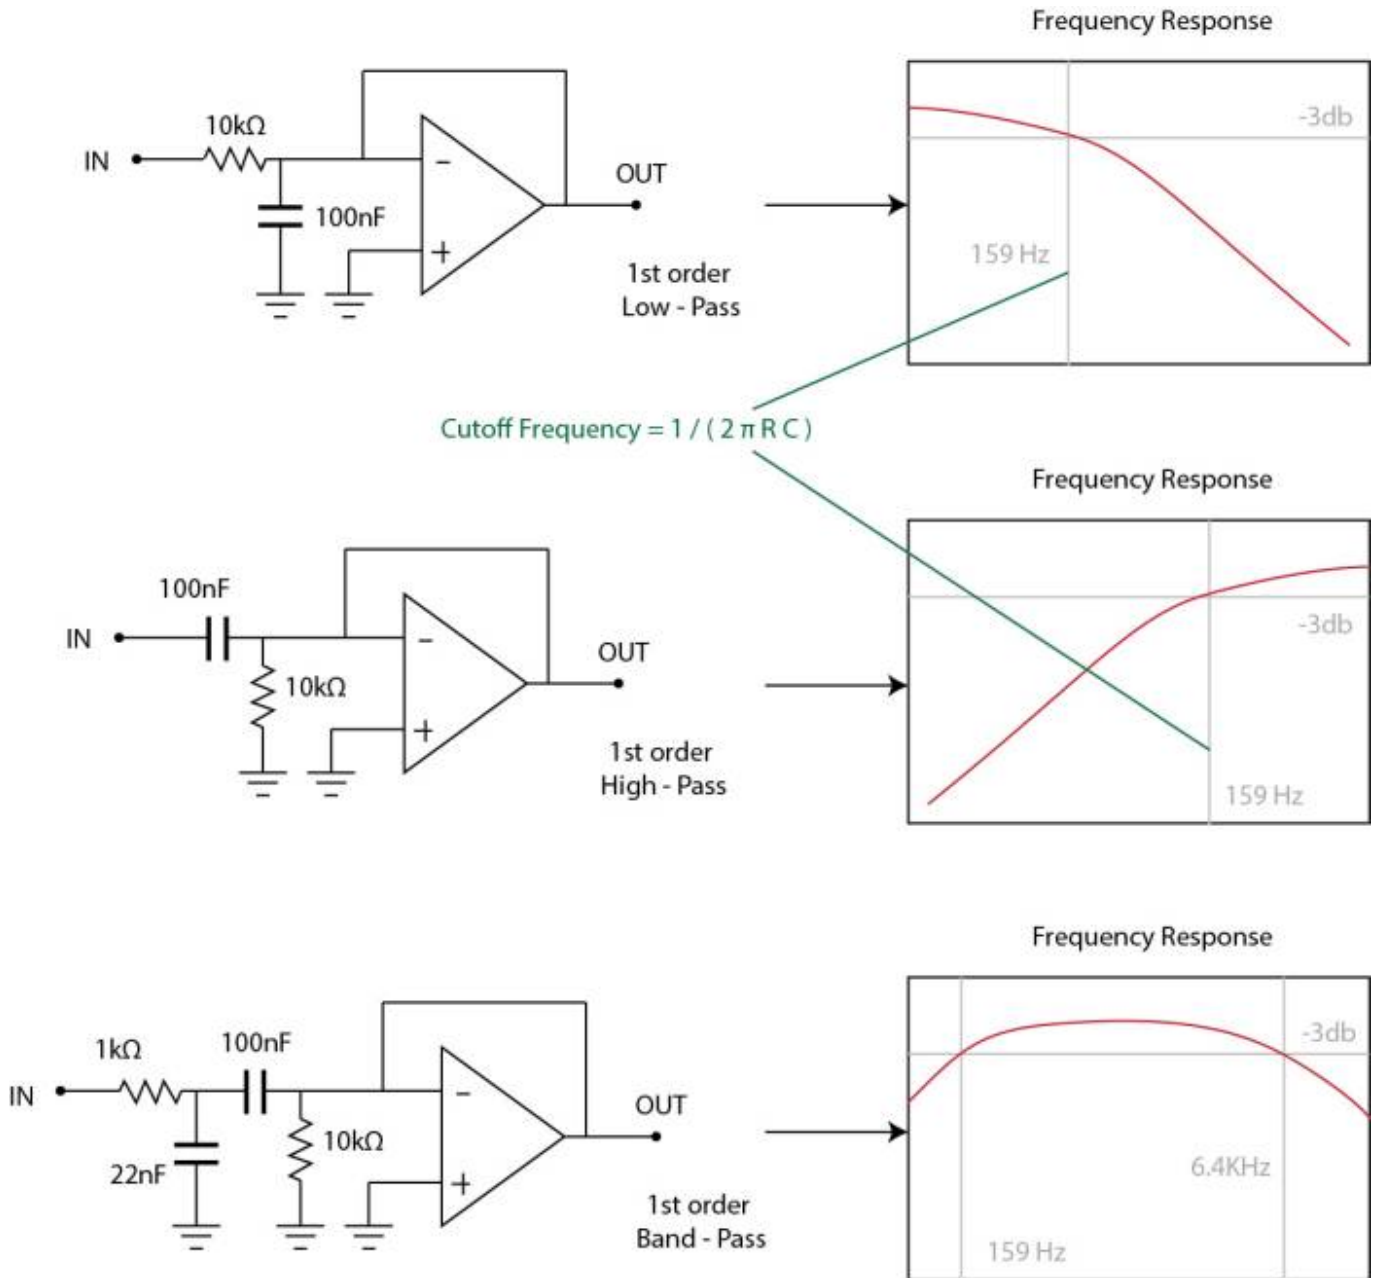 Frequency Response
10kΩ
IN
100nF
−
+
OUT
1st order
Low - Pass
-3db
159 Hz
Cutoff Frequency = 1 / ( 2 π R C )
Frequency Response
100nF
IN
10kΩ
−
+
OUT
1st order
High - Pass
-3db
159 Hz
Frequency Response
1kΩ
100nF
IN
22nF
10kΩ
−
+
OUT
1st order
Band - Pass
-3db
6.4KHz
159 Hz